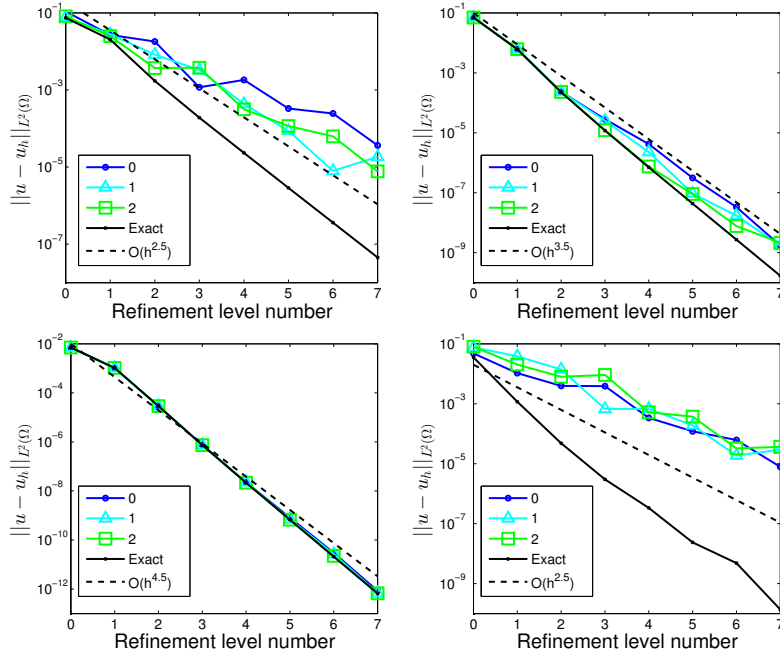 10^{-1}
10^{-3}
10^{-5}
10^{-7}
||u − u_h||_{L^2(Ω)}
0
1
2
Exact
O(h^{2.5})
0 1 2 3 4 5 6 7
Refinement level number
10^{-1}
10^{-3}
10^{-5}
10^{-7}
10^{-9}
||u − u_h||_{L^2(Ω)}
0
1
2
Exact
O(h^{3.5})
0 1 2 3 4 5 6 7
Refinement level number
10^{-2}
10^{-4}
10^{-6}
10^{-8}
10^{-10}
10^{-12}
||u − u_h||_{L^2(Ω)}
0
1
2
Exact
O(h^{4.5})
0 1 2 3 4 5 6 7
Refinement level number
10^{-1}
10^{-3}
10^{-5}
10^{-7}
10^{-9}
||u − u_h||_{L^2(Ω)}
0
1
2
Exact
O(h^{2.5})
0 1 2 3 4 5 6 7
Refinement level number